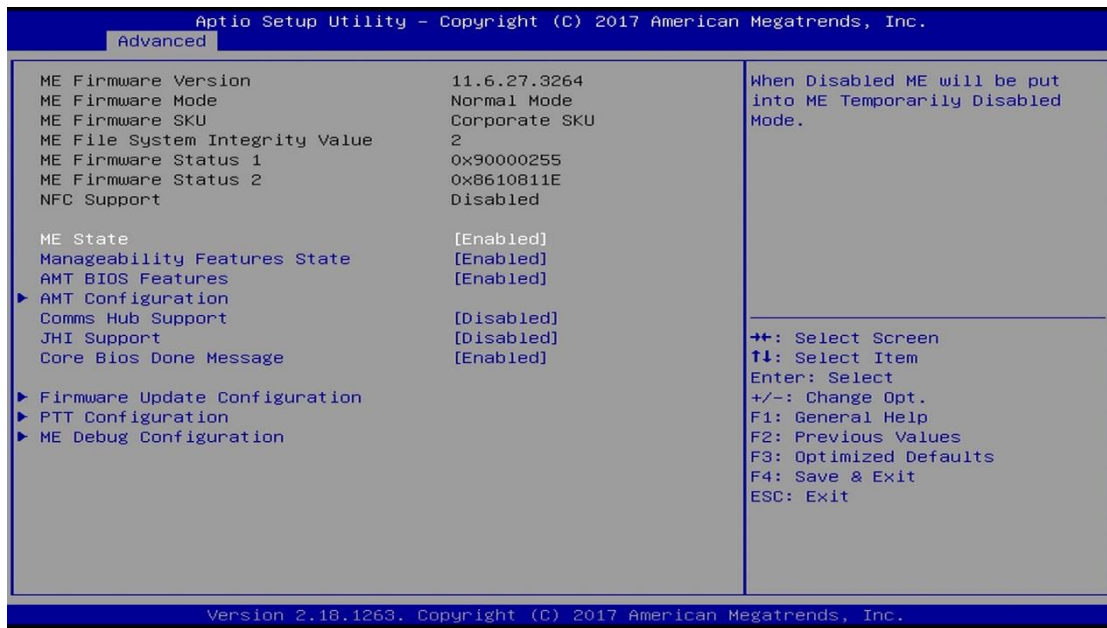 Aptio Setup Utility – Copyright (C) 2017 American Megatrends, Inc.
Advanced
ME Firmware Version 11.6.27.3264
ME Firmware Mode Normal Mode
ME Firmware SKU Corporate SKU
ME File System Integrity Value 2
ME Firmware Status 1 0x90000255
ME Firmware Status 2 0x8610811E
NFC Support Disabled
ME State [Enabled]
Manageability Features State [Enabled]
AMT BIOS Features [Enabled]
▶ AMT Configuration
Comms Hub Support [Disabled]
JHI Support [Disabled]
Core Bios Done Message [Enabled]
▶ Firmware Update Configuration
▶ PTT Configuration
▶ ME Debug Configuration
When Disabled ME will be put
into ME Temporarily Disabled
Mode.
→←: Select Screen
↑↓: Select Item
Enter: Select
+/-: Change Opt.
F1: General Help
F2: Previous Values
F3: Optimized Defaults
F4: Save & Exit
ESC: Exit
Version 2.18.1263. Copyright (C) 2017 American Megatrends, Inc.